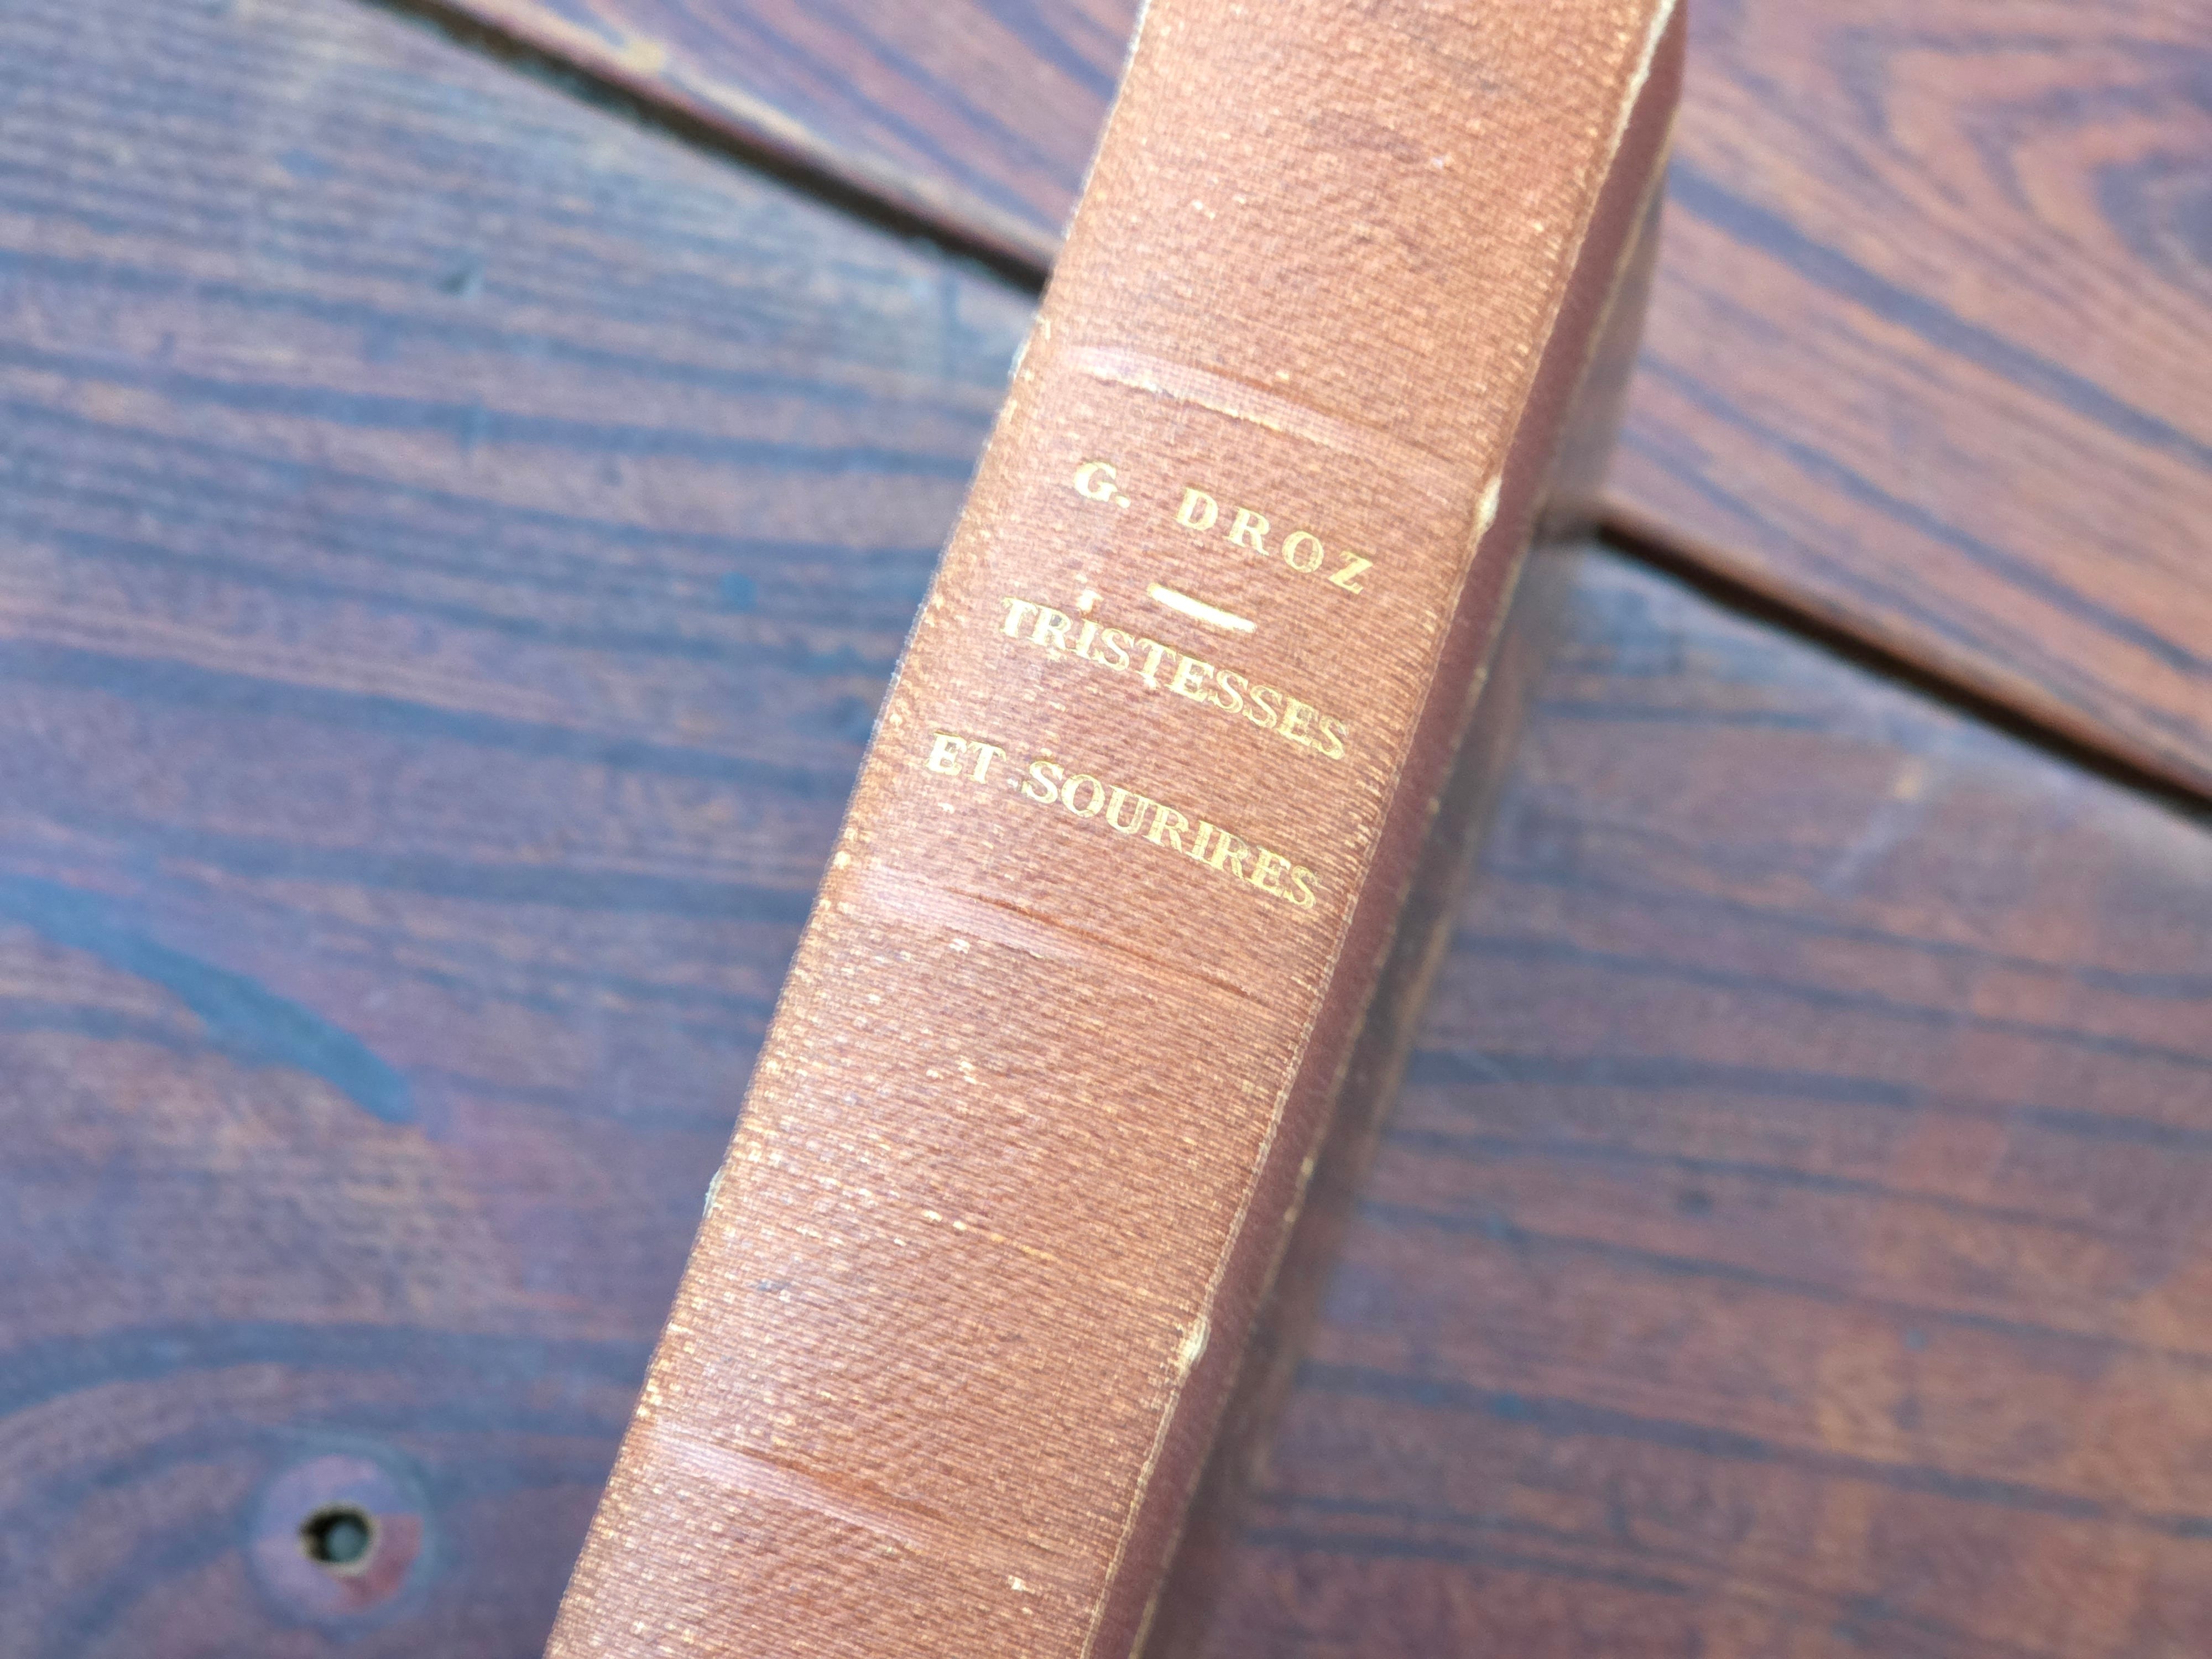 G. DROZ
TRISTESSES
ET SOURIRES